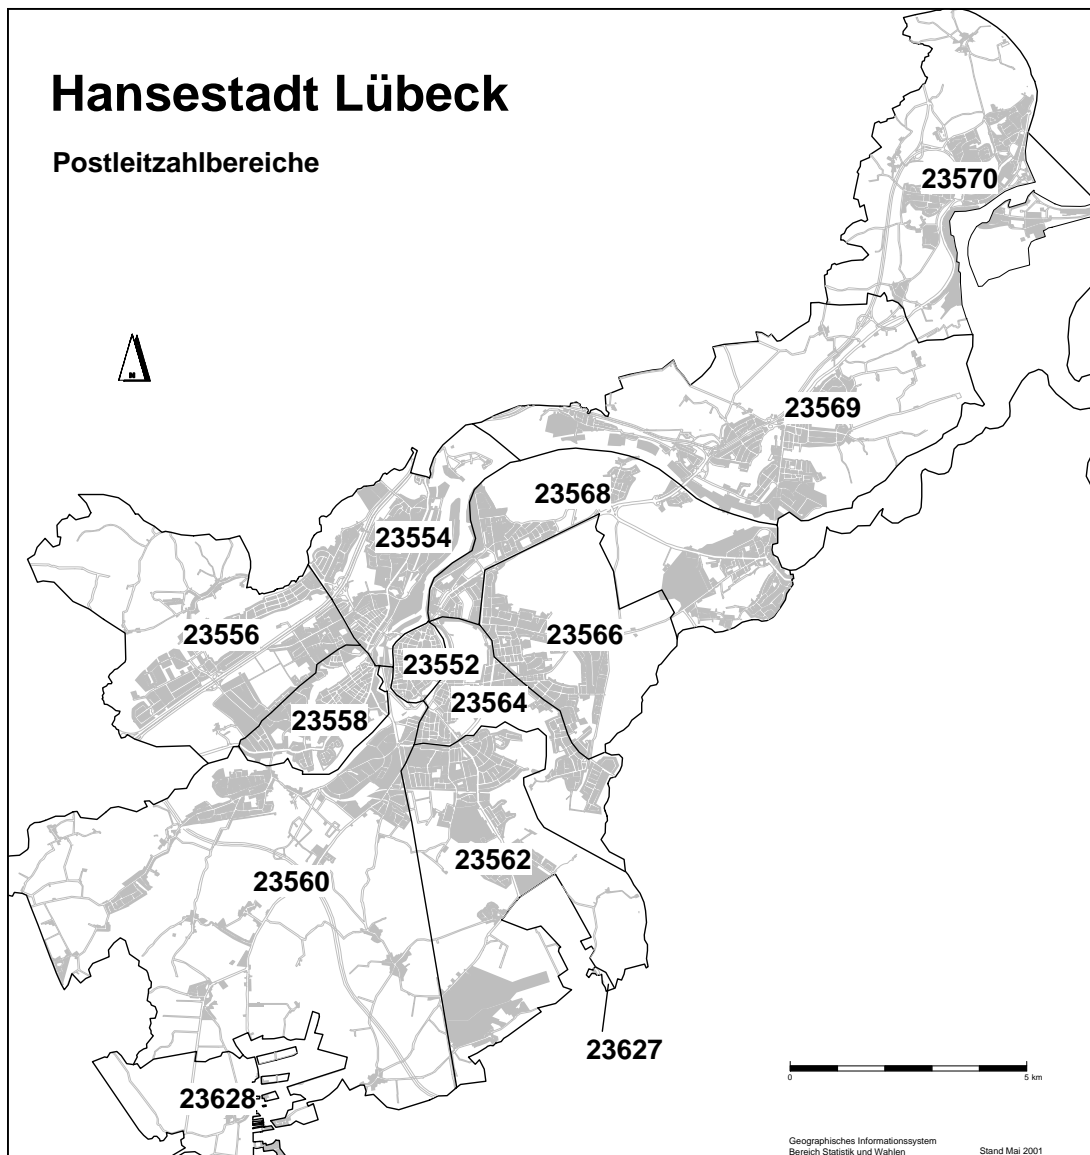 Hansestadt Lübeck
Postleitzahlbereiche
23570
N
23569
23568
23554
23556
23566
23552
23564
23558
23562
23560
23627
23628
0 5 km
Geographisches Informationssystem
Bereich Statistik und Wahlen Stand Mai 2001